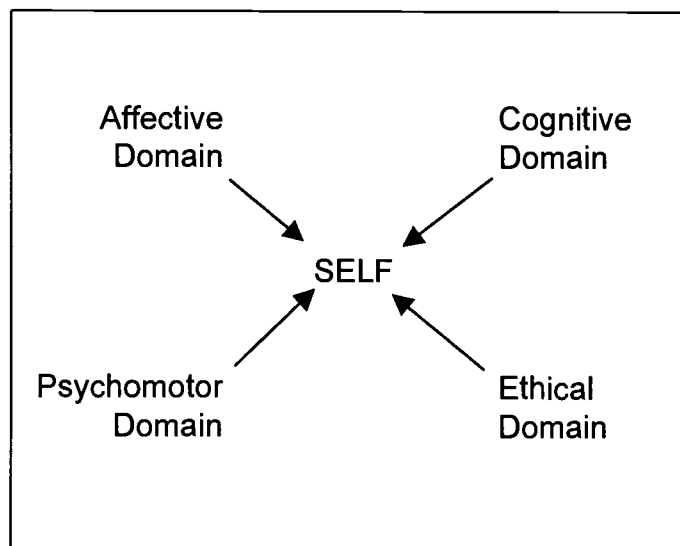 Affective
Domain
Cognitive
Domain
SELF
Psychomotor
Domain
Ethical
Domain